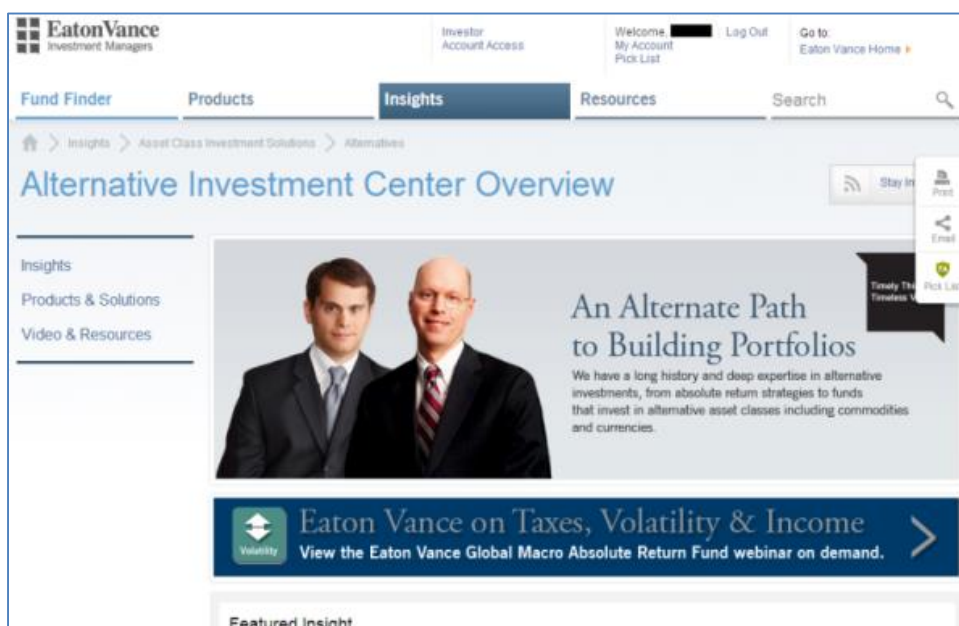 EatonVance
Investment Managers
Investor
Account Access
Welcome,
Log Out
My Account
Pick List
Go to:
Eaton Vance Home
Fund Finder
Products
Insights
Resources
Search
Insights
Asset Class Investment Solutions
Alternatives
Alternative Investment Center Overview
Stay In
Print
Email
Pick List
Insights
Products & Solutions
Video & Resources
Timely Thi
Timeless V
An Alternate Path
to Building Portfolios
We have a long history and deep expertise in alternative
investments, from absolute return strategies to funds
that invest in alternative asset classes including commodities
and currencies.
Volatility
Eaton Vance on Taxes, Volatility & Income
View the Eaton Vance Global Macro Absolute Return Fund webinar on demand.
Featured Insight